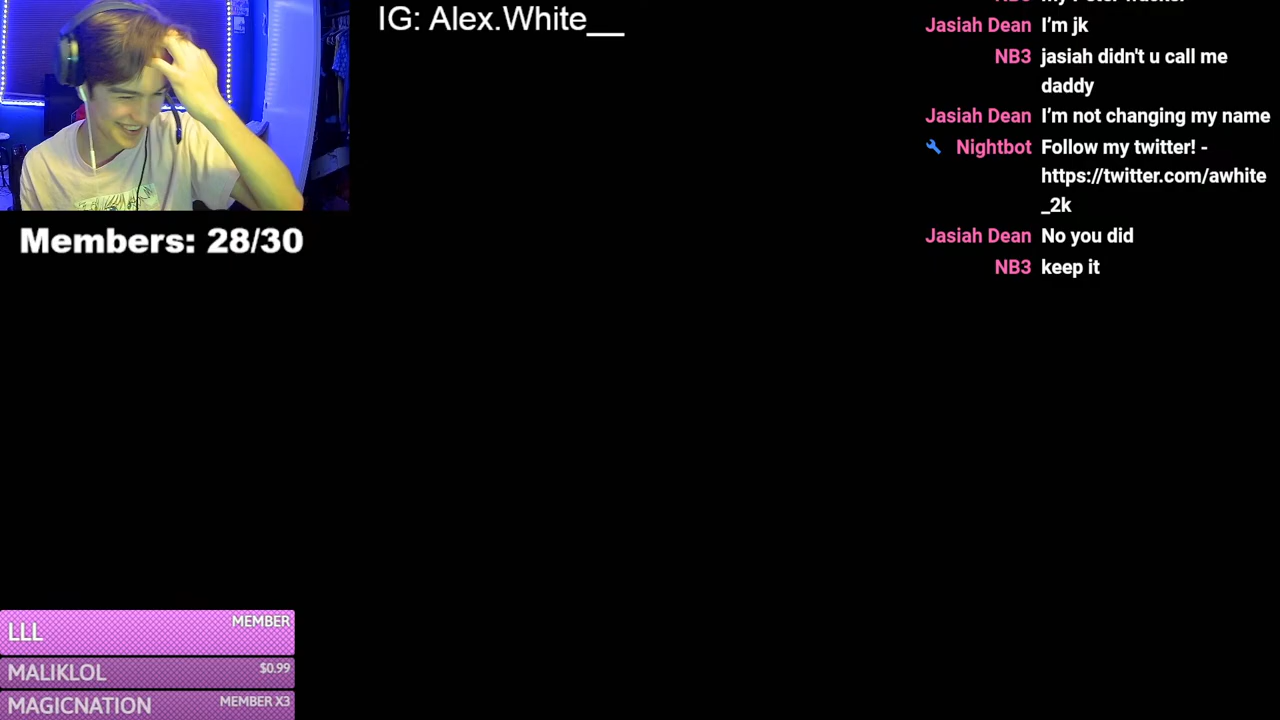 IG: Alex.White__
Members: 28/30
Jasiah Dean I'm jk
NB3 jasiah didn't u call me
daddy
Jasiah Dean I'm not changing my name
Nightbot Follow my twitter! -
https://twitter.com/awhite
_2k
Jasiah Dean No you did
NB3 keep it
LLL MEMBER
MALIKLOL $0.99
MAGICNATION MEMBER X3